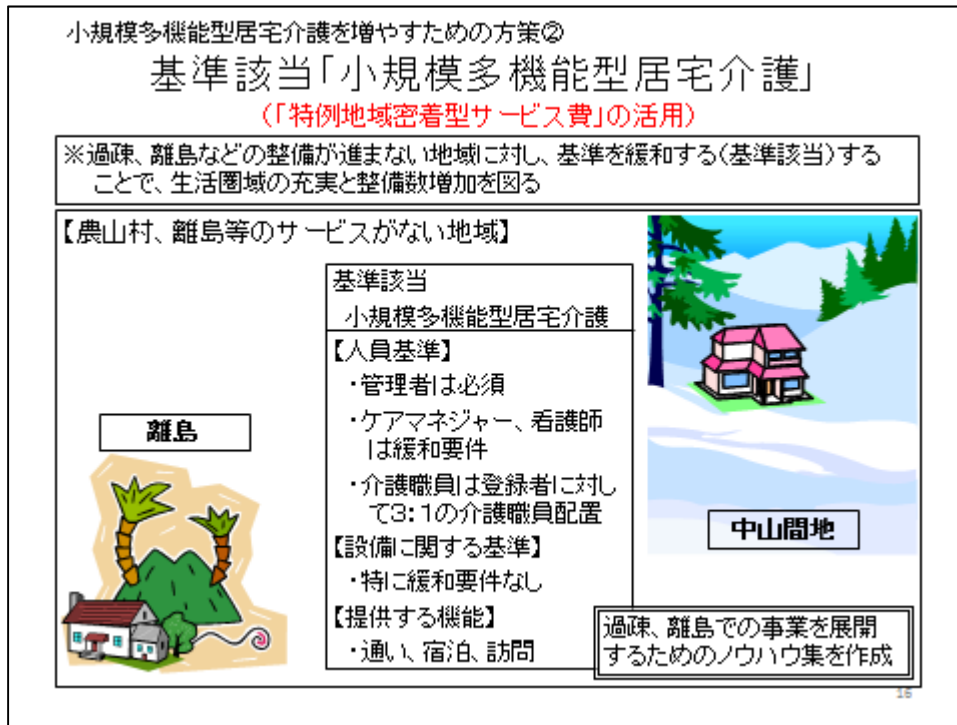 小規模多機能型居宅介護を増やすための方策②
基準該当「小規模多機能型居宅介護」
(「特例地域密着型サービス費」の活用)
※過疎、離島などの整備が進まない地域に対し、基準を緩和する(基準該当)する
ことで、生活圏域の充実と整備数増加を図る
【農山村、離島等のサービスがない地域】
基準該当
小規模多機能型居宅介護
【人員基準】
・管理者は必須
・ケアマネジャー、看護師
は緩和要件
・介護職員は登録者に対し
て3:1の介護職員配置
【設備に関する基準】
・特に緩和要件なし
【提供する機能】
・通い、宿泊、訪問
離島
中山間地
過疎、離島での事業を展開
するためのノウハウ集を作成
16